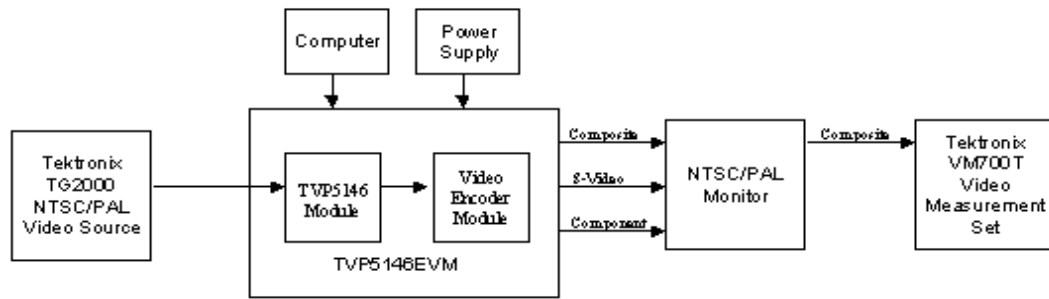 Computer
Power
Supply
Tektronix
TG2000
NTSC/PAL
Video Source
TVP5146
Module
Video
Encoder
Module
TVP5146EVM
Composite
S-Video
Component
NTSC/PAL
Monitor
Composite
Tektronix
VM700T
Video
Measurement
Set